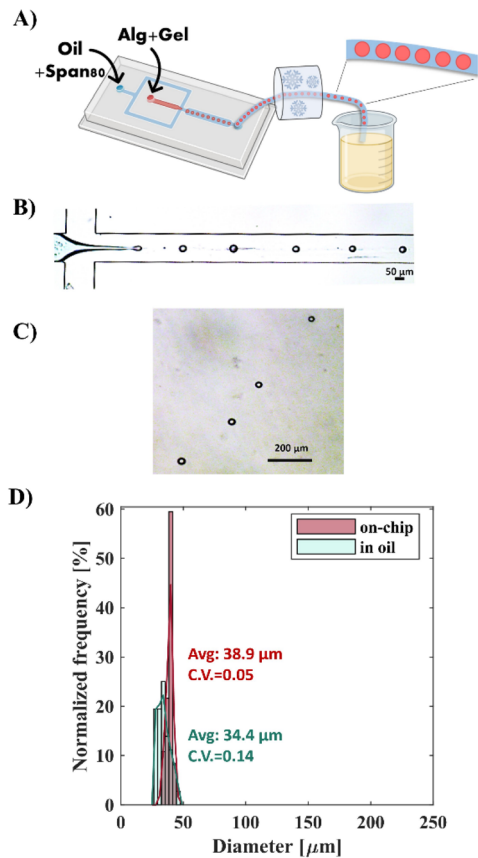 A)
Oil
+Span80
Alg+Gel
B)
50 μm
C)
200 μm
D)
Normalized frequency [%]
60
50
40
30
20
10
0
on-chip
in oil
Avg: 38.9 μm
C.V.=0.05
Avg: 34.4 μm
C.V.=0.14
0
50
100
150
200
250
Diameter [μm]